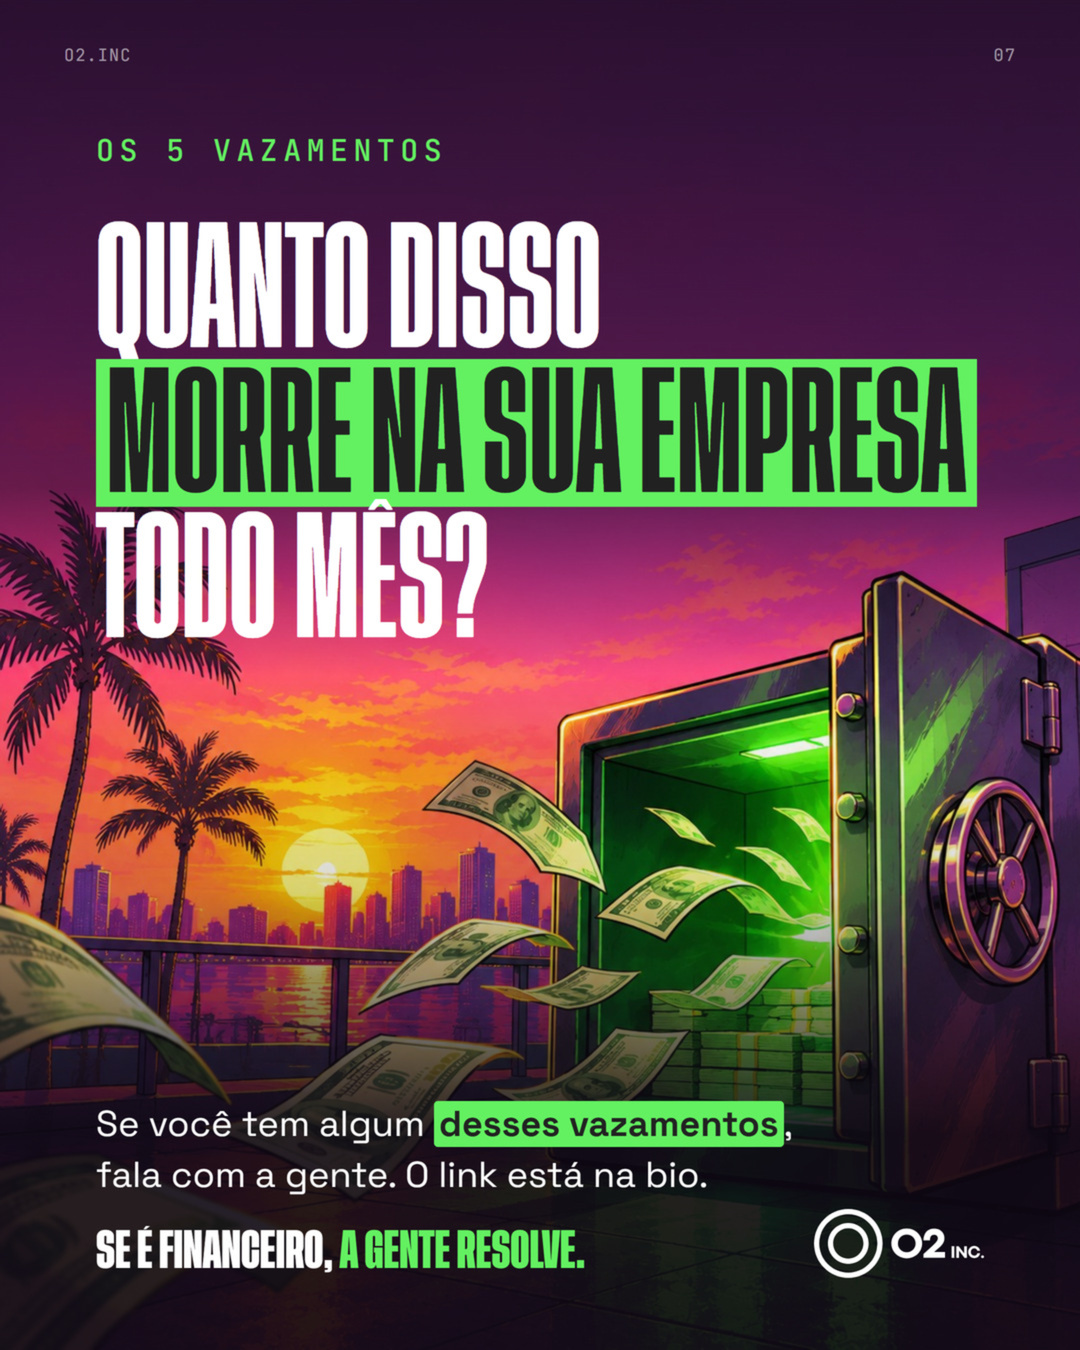 O2.INC
07
OS 5 VAZAMENTOS
QUANTO DISSO
MORRE NA SUA EMPRESA
TODO MÊS?
Se você tem algum desses vazamentos,
fala com a gente. O link está na bio.
SE É FINANCEIRO, A GENTE RESOLVE.
O2 INC.